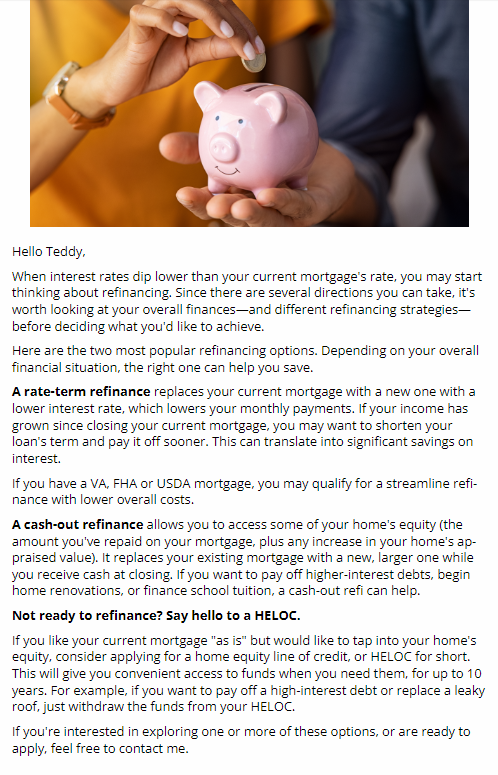 Hello Teddy,
When interest rates dip lower than your current mortgage's rate, you may start
thinking about refinancing. Since there are several directions you can take, it's
worth looking at your overall finances—and different refinancing strategies—
before deciding what you'd like to achieve.
Here are the two most popular refinancing options. Depending on your overall
financial situation, the right one can help you save.
A rate-term refinance replaces your current mortgage with a new one with a
lower interest rate, which lowers your monthly payments. If your income has
grown since closing your current mortgage, you may want to shorten your
loan's term and pay it off sooner. This can translate into significant savings on
interest.
If you have a VA, FHA or USDA mortgage, you may qualify for a streamline refi-
nance with lower overall costs.
A cash-out refinance allows you to access some of your home's equity (the
amount you've repaid on your mortgage, plus any increase in your home's ap-
praised value). It replaces your existing mortgage with a new, larger one while
you receive cash at closing. If you want to pay off higher-interest debts, begin
home renovations, or finance school tuition, a cash-out refi can help.
Not ready to refinance? Say hello to a HELOC.
If you like your current mortgage "as is" but would like to tap into your home's
equity, consider applying for a home equity line of credit, or HELOC for short.
This will give you convenient access to funds when you need them, for up to 10
years. For example, if you want to pay off a high-interest debt or replace a leaky
roof, just withdraw the funds from your HELOC.
If you're interested in exploring one or more of these options, or are ready to
apply, feel free to contact me.